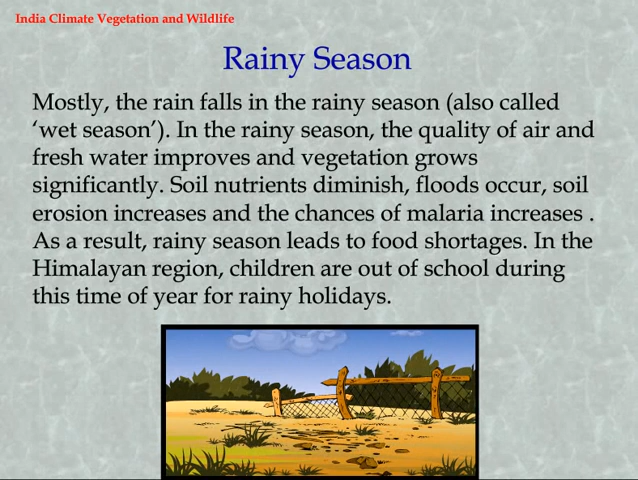 India Climate Vegetation and Wildlife
Rainy Season
Mostly, the rain falls in the rainy season (also called
‘wet season’). In the rainy season, the quality of air and
fresh water improves and vegetation grows
significantly. Soil nutrients diminish, floods occur, soil
erosion increases and the chances of malaria increases .
As a result, rainy season leads to food shortages. In the
Himalayan region, children are out of school during
this time of year for rainy holidays.